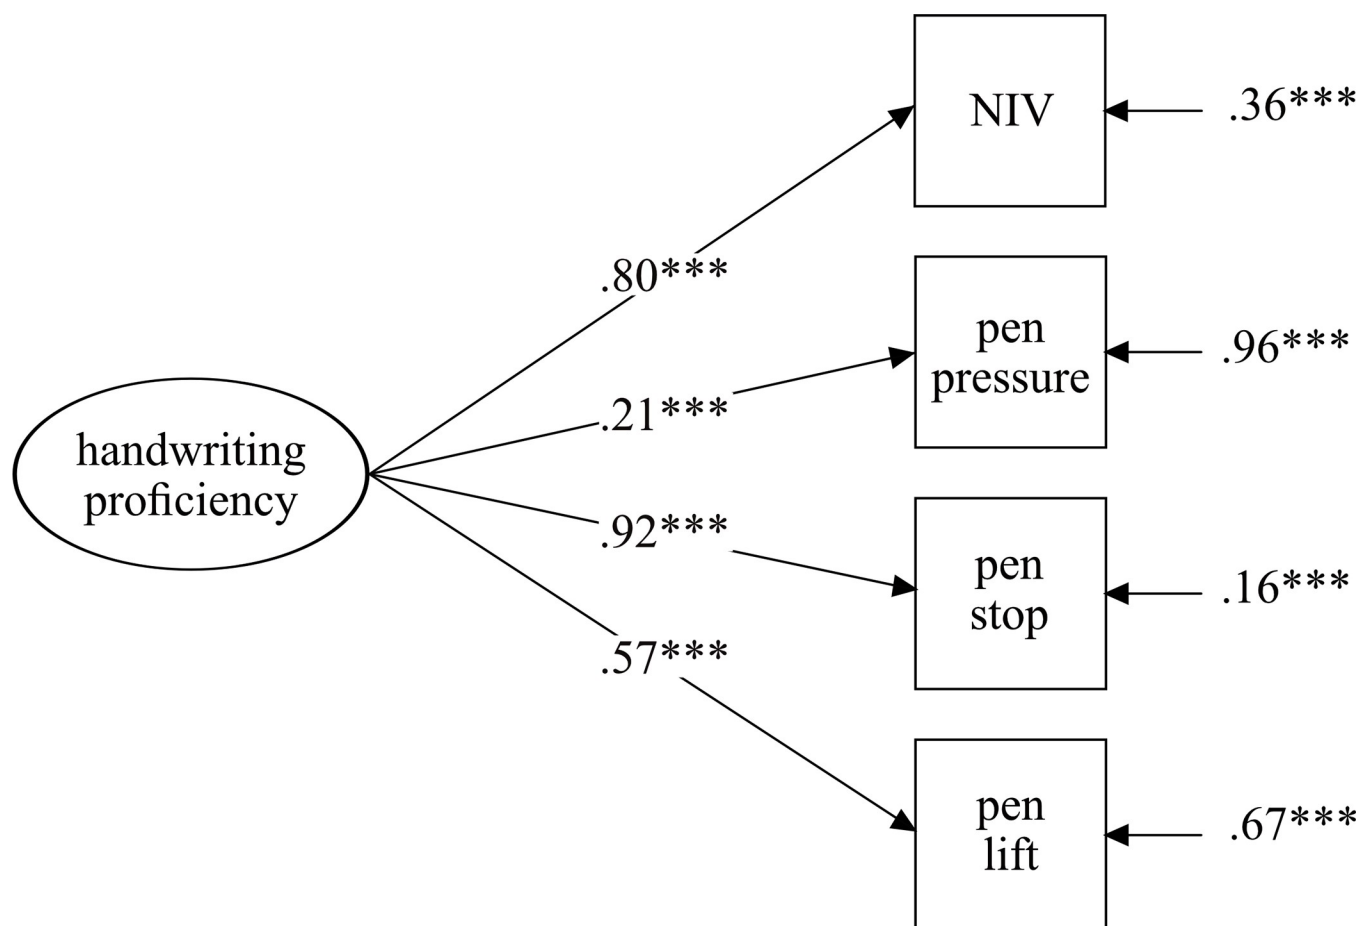 NIV
.36***
.80***
pen
pressure
.96***
.21***
handwriting
proficiency
.92***
pen
stop
.16***
.57***
pen
lift
.67***